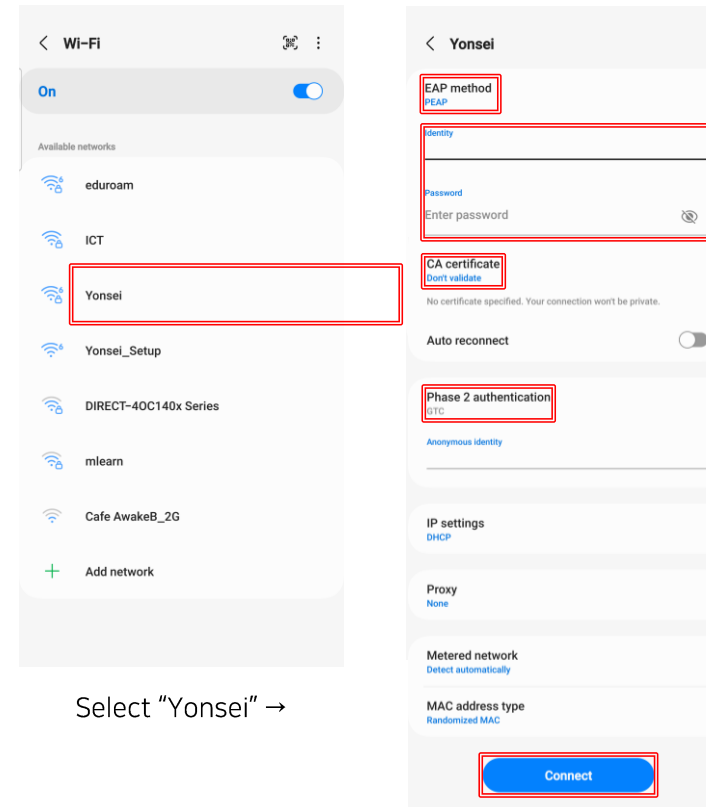 Wi-Fi
On
Available networks
eduroam
ICT
Yonsei
Yonsei_Setup
DIRECT-4OC140x Series
mlearn
Cafe AwakeB_2G
Add network
Select “Yonsei” →
Yonsei
EAP method
PEAP
Identity
Password
Enter password
CA certificate
Don't validate
No certificate specified. Your connection won't be private.
Auto reconnect
Phase 2 authentication
GTC
Anonymous identity
IP settings
DHCP
Proxy
None
Metered network
Detect automatically
MAC address type
Randomized MAC
Connect